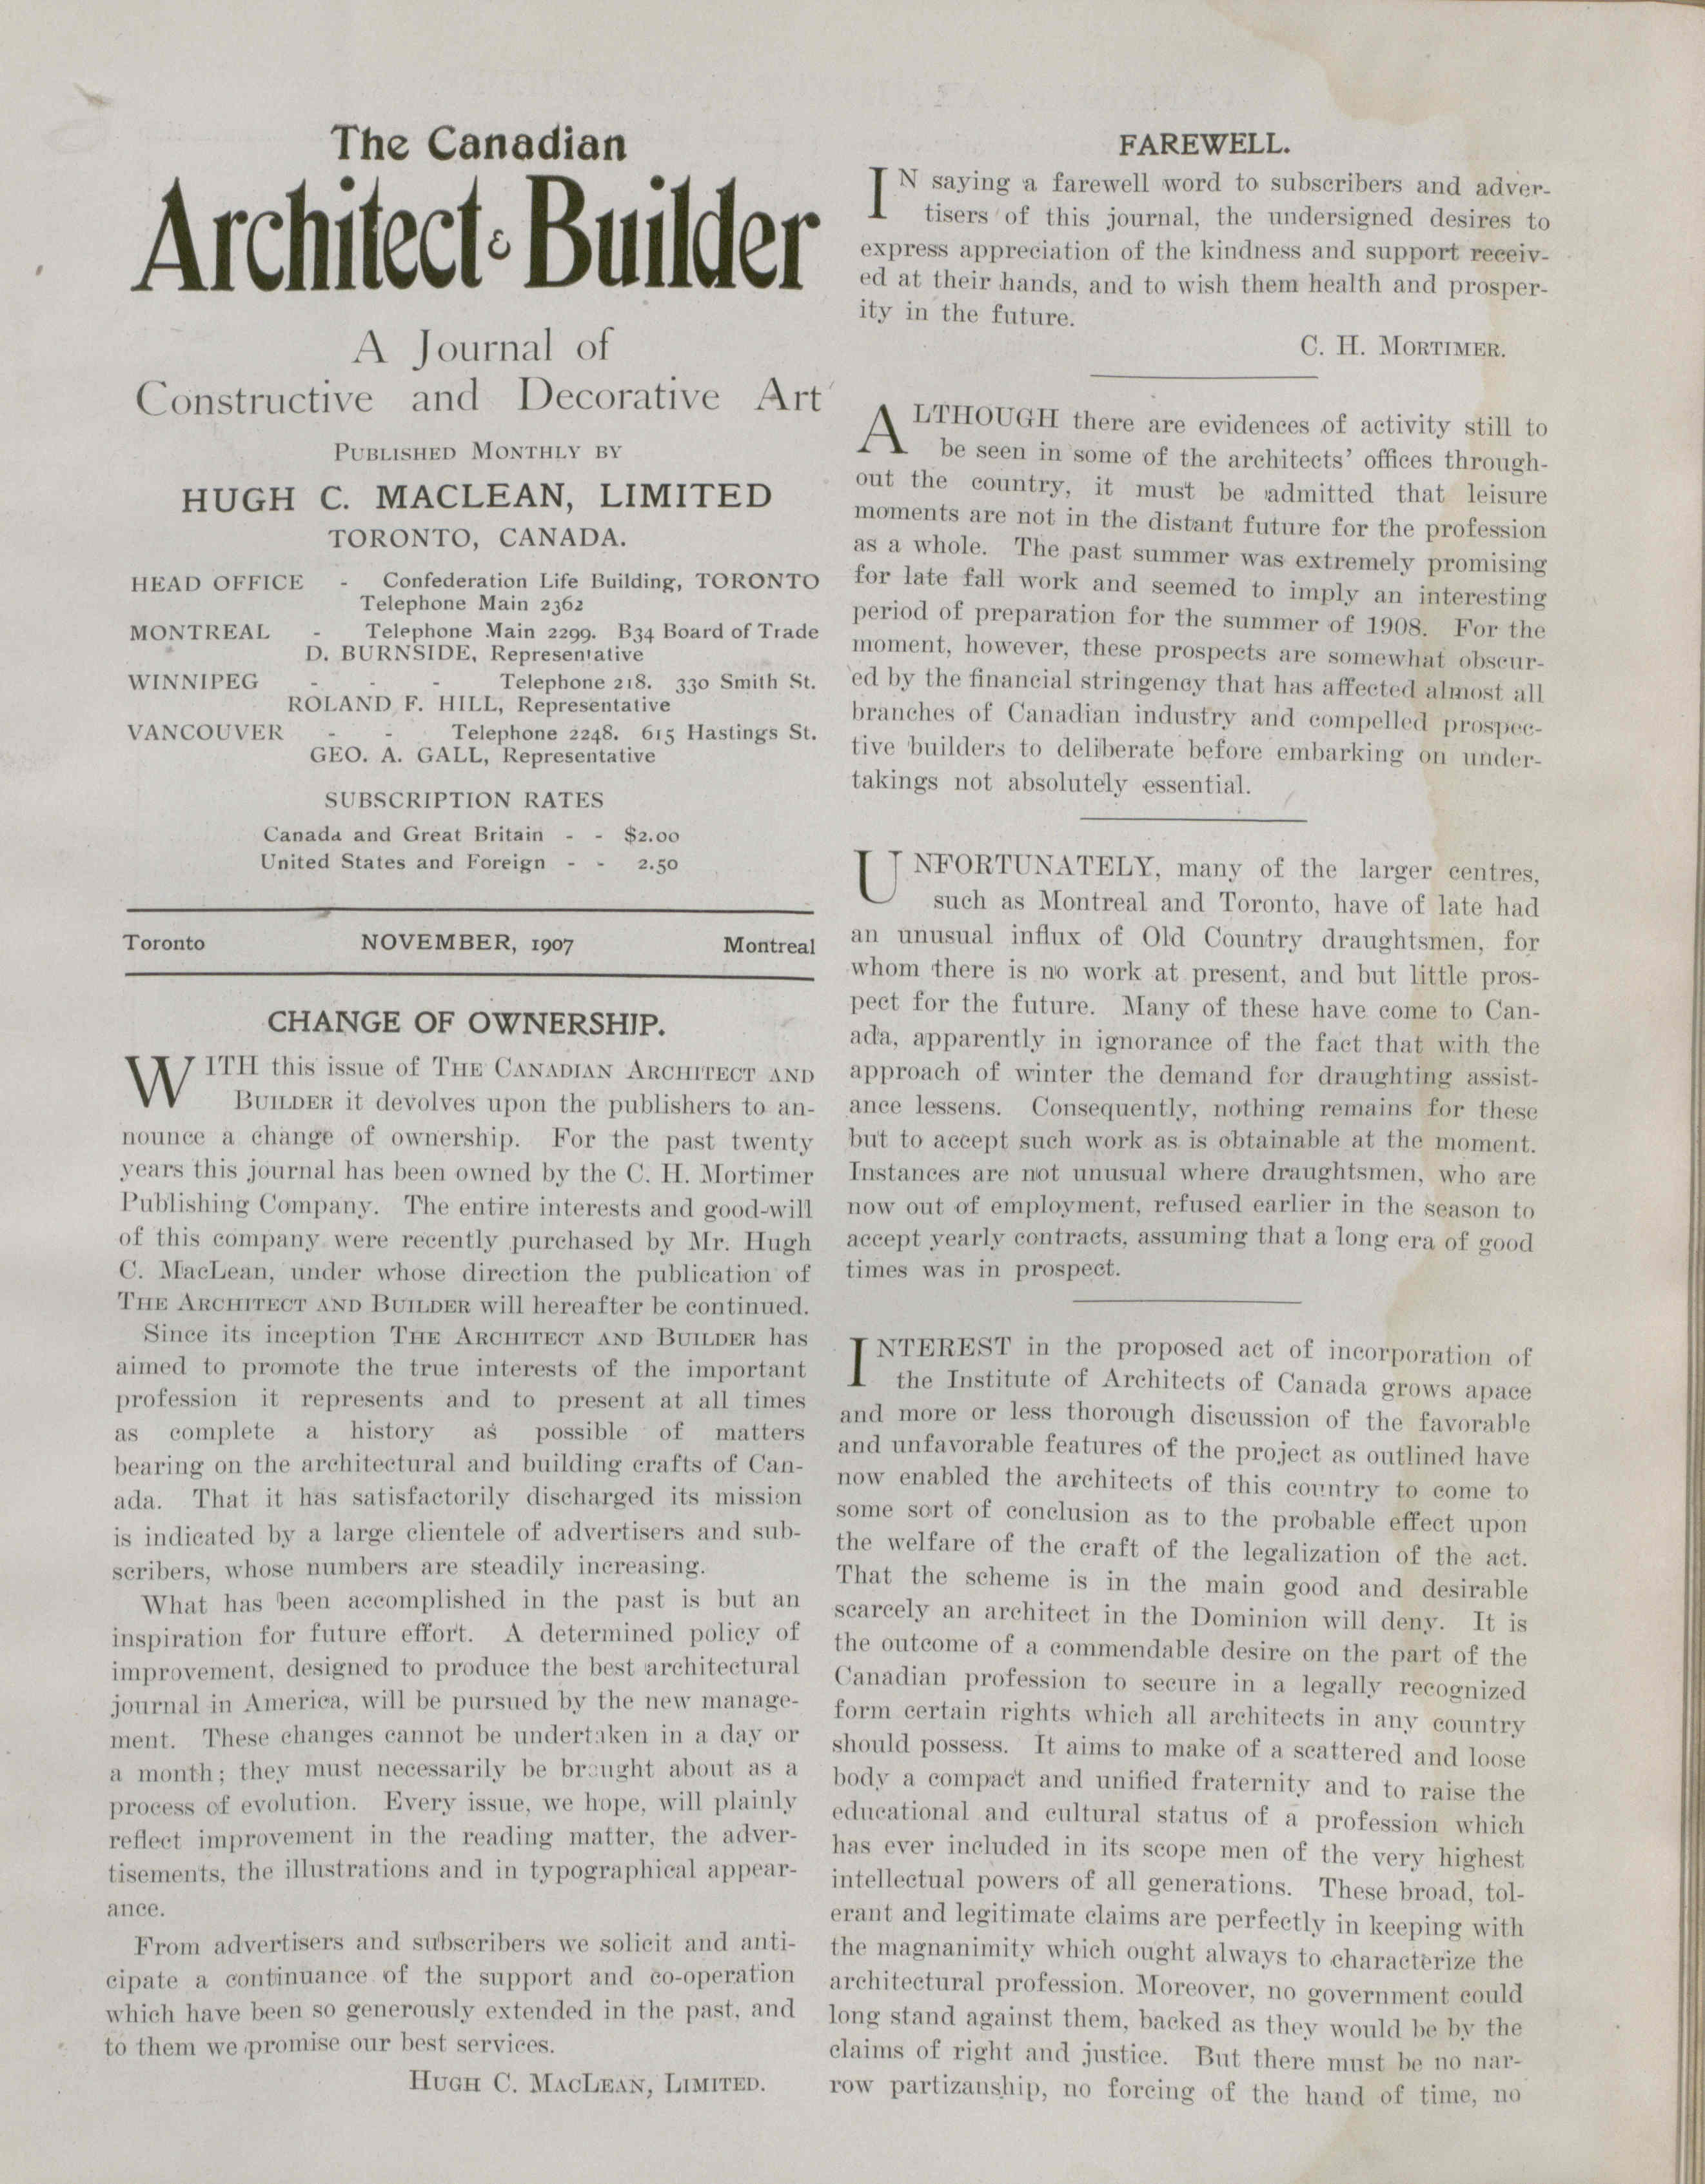 The Canadian
Architect & Builder
A Journal of
Constructive and Decorative Art
PUBLISHED MONTHLY BY
HUGH C. MACLEAN, LIMITED
TORONTO, CANADA.
HEAD OFFICE - Confederation Life Building, TORONTO
Telephone Main 2362
MONTREAL - Telephone Main 2299. B34 Board of Trade
D. BURNSIDE, Representative
WINNIPEG - - - Telephone 218. 330 Smith St.
ROLAND F. HILL, Representative
VANCOUVER - - Telephone 2248. 615 Hastings St.
GEO. A. GALL, Representative
SUBSCRIPTION RATES
Canada and Great Britain - - $2.00
United States and Foreign - - 2.50
Toronto NOVEMBER, 1907 Montreal
CHANGE OF OWNERSHIP.
WITH this issue of THE CANADIAN ARCHITECT AND
BUILDER it devolves upon the publishers to an-
nounce a change of ownership. For the past twenty
years this journal has been owned by the C. H. Mortimer
Publishing Company. The entire interests and good-will
of this company were recently purchased by Mr. Hugh
C. MacLean, under whose direction the publication of
THE ARCHITECT AND BUILDER will hereafter be continued.
Since its inception THE ARCHITECT AND BUILDER has
aimed to promote the true interests of the important
profession it represents and to present at all times
as complete a history as possible of matters
bearing on the architectural and building crafts of Can-
ada. That it has satisfactorily discharged its mission
is indicated by a large clientele of advertisers and sub-
scribers, whose numbers are steadily increasing.
What has been accomplished in the past is but an
inspiration for future effort. A determined policy of
improvement, designed to produce the best architectural
journal in America, will be pursued by the new manage-
ment. These changes cannot be undertaken in a day or
a month; they must necessarily be brought about as a
process of evolution. Every issue, we hope, will plainly
reflect improvement in the reading matter, the adver-
tisements, the illustrations and in typographical appear-
ance.
From advertisers and subscribers we solicit and anti-
cipate a continuance of the support and co-operation
which have been so generously extended in the past, and
to them we promise our best services.
HUGH C. MACLEAN, LIMITED.
FAREWELL.
IN saying a farewell word to subscribers and adver-
tisers of this journal, the undersigned desires to
express appreciation of the kindness and support receiv-
ed at their hands, and to wish them health and prosper-
ity in the future.
C. H. MORTIMER.
ALTHOUGH there are evidences of activity still to
be seen in some of the architects' offices through-
out the country, it must be admitted that leisure
moments are not in the distant future for the profession
as a whole. The past summer was extremely promising
for late fall work and seemed to imply an interesting
period of preparation for the summer of 1908. For the
moment, however, these prospects are somewhat obscur-
ed by the financial stringency that has affected almost all
branches of Canadian industry and compelled prospec-
tive builders to deliberate before embarking on under-
takings not absolutely essential.
UNFORTUNATELY, many of the larger centres,
such as Montreal and Toronto, have of late had
an unusual influx of Old Country draughtsmen, for
whom there is no work at present, and but little pros-
pect for the future. Many of these have come to Can-
ada, apparently in ignorance of the fact that with the
approach of winter the demand for draughting assist-
ance lessens. Consequently, nothing remains for these
but to accept such work as is obtainable at the moment.
Instances are not unusual where draughtsmen, who are
now out of employment, refused earlier in the season to
accept yearly contracts, assuming that a long era of good
times was in prospect.
INTEREST in the proposed act of incorporation of
the Institute of Architects of Canada grows apace
and more or less thorough discussion of the favorable
and unfavorable features of the project as outlined have
now enabled the architects of this country to come to
some sort of conclusion as to the probable effect upon
the welfare of the craft of the legalization of the act.
That the scheme is in the main good and desirable
scarcely an architect in the Dominion will deny. It is
the outcome of a commendable desire on the part of the
Canadian profession to secure in a legally recognized
form certain rights which all architects in any country
should possess. It aims to make of a scattered and loose
body a compact and unified fraternity and to raise the
educational and cultural status of a profession which
has ever included in its scope men of the very highest
intellectual powers of all generations. These broad, tol-
erant and legitimate claims are perfectly in keeping with
the magnanimity which ought always to characterize the
architectural profession. Moreover, no government could
long stand against them, backed as they would be by the
claims of right and justice. But there must be no nar-
row partizanship, no forcing of the hand of time, no